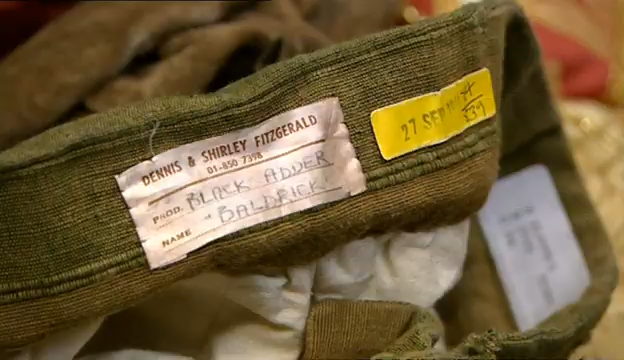 DENNIS & SHIRLEY FITZGERALD
01-850 7398
PROD. BLACK ADDER
NAME BALDRICK
27 SEP